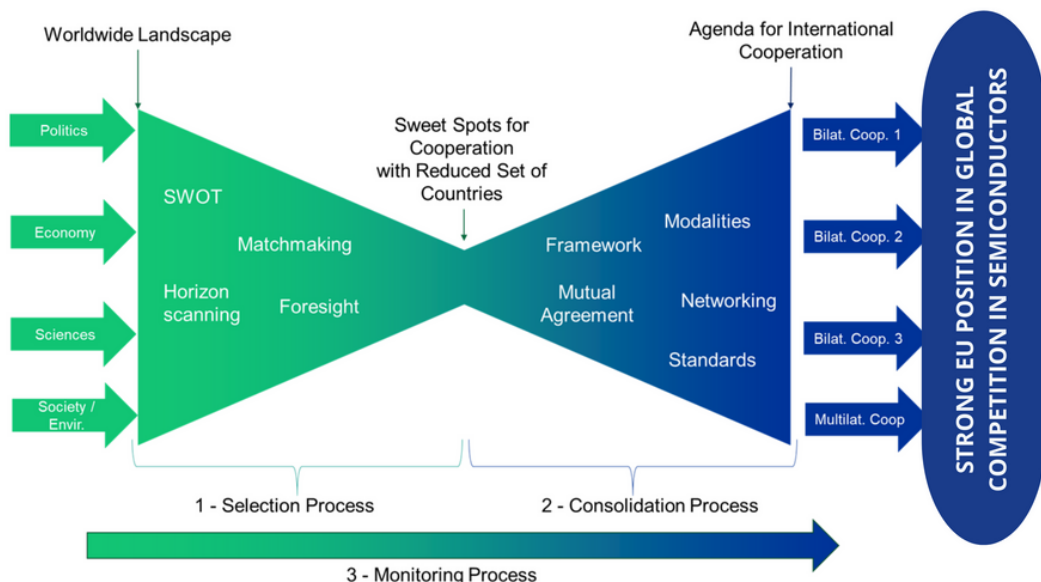 Worldwide Landscape
Agenda for International
Cooperation
Sweet Spots for
Cooperation
with Reduced Set of
Countries
Politics
Economy
Sciences
Society /
Envir.
SWOT
Matchmaking
Horizon
scanning
Foresight
Framework
Mutual
Agreement
Modalities
Networking
Standards
Bilat. Coop. 1
Bilat. Coop. 2
Bilat. Coop. 3
Multilat. Coop
STRONG EU POSITION IN GLOBAL
COMPETITION IN SEMICONDUCTORS
1 - Selection Process
2 - Consolidation Process
3 - Monitoring Process